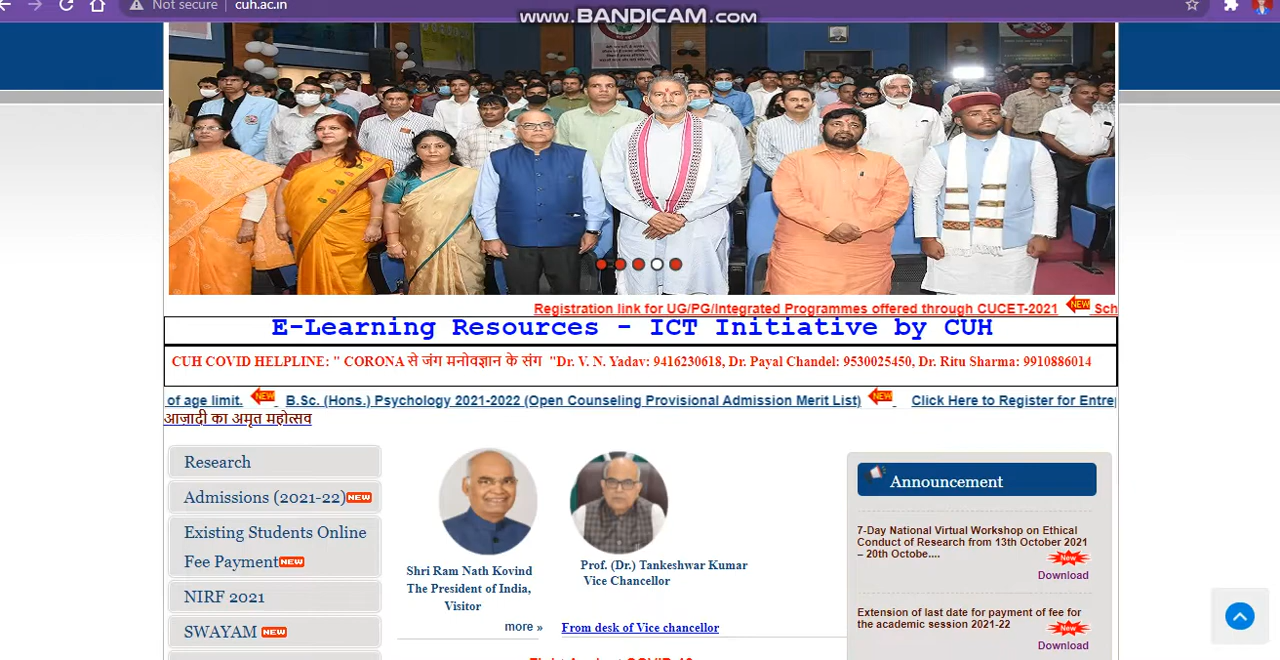 Not secure | cuh.ac.in
www.BANDICAM.com
Registration link for UG/PG/Integrated Programmes offered through CUCET-2021 NEW Sch
E-Learning Resources - ICT Initiative by CUH
CUH COVID HELPLINE: " CORONA से जंग मनोवज्ञान के संग "Dr. V. N. Yadav: 9416230618, Dr. Payal Chandel: 9530025450, Dr. Ritu Sharma: 9910886014
of age limit. NEW B.Sc. (Hons.) Psychology 2021-2022 (Open Counseling Provisional Admission Merit List) NEW Click Here to Register for Entre
आज़ादी का अमृत महोत्सव
Research
Admissions (2021-22) NEW
Existing Students Online
Fee Payment NEW
NIRF 2021
SWAYAM NEW
Shri Ram Nath Kovind
The President of India,
Visitor
more »
Prof. (Dr.) Tankeshwar Kumar
Vice Chancellor
From desk of Vice chancellor
Announcement
7-Day National Virtual Workshop on Ethical
Conduct of Research from 13th October 2021
– 20th Octobe....
New
Download
Extension of last date for payment of fee for
the academic session 2021-22
New
Download